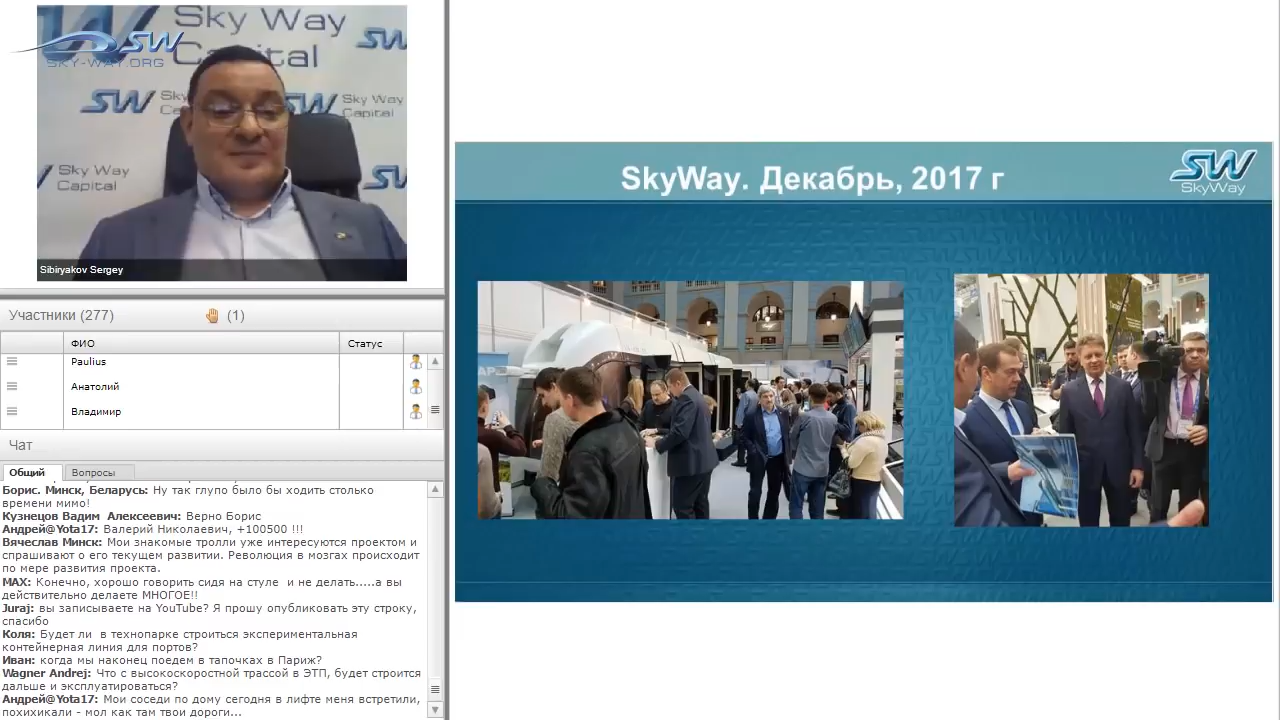 Sky Way
Capital
SW
SW
SKY-WAY.ORG
SW
Sky Way
Capital
SW
Sky Way
Capital
SW
Sibiryakov Sergey
Участники (277)
(1)
ФИО
Статус
Paulius
Анатолий
Владимир
Чат
Общий
Вопросы
Борис. Минск, Беларусь: Ну так глупо было бы ходить столько
времени мимо!
Кузнецов Вадим Алексеевич: Верно Борис
Андрей@Yota17: Валерий Николаевич, +100500 !!!
Вячеслав Минск: Мои знакомые тролли уже интересуются проектом и
спрашивают о его текущем развитии. Революция в мозгах происходит
по мере развития проекта.
MAX: Конечно, хорошо говорить сидя на стуле и не делать.....а вы
действительно делаете МНОГОЕ!!
Juraj: вы записываете на YouTube? Я прошу опубликовать эту строку,
спасибо
Коля: Будет ли в технопарке строиться экспериментальная
контейнерная линия для портов?
Иван: когда мы наконец поедем в тапочках в Париж?
Wagner Andrej: Что с высокоскоростной трассой в ЭТП, будет строится
дальше и эксплуатироваться?
Андрей@Yota17: Мои соседи по дому сегодня в лифте меня встретили,
похихикали - мол как там твои дороги...
SkyWay. Декабрь, 2017 г
SW
SkyWay